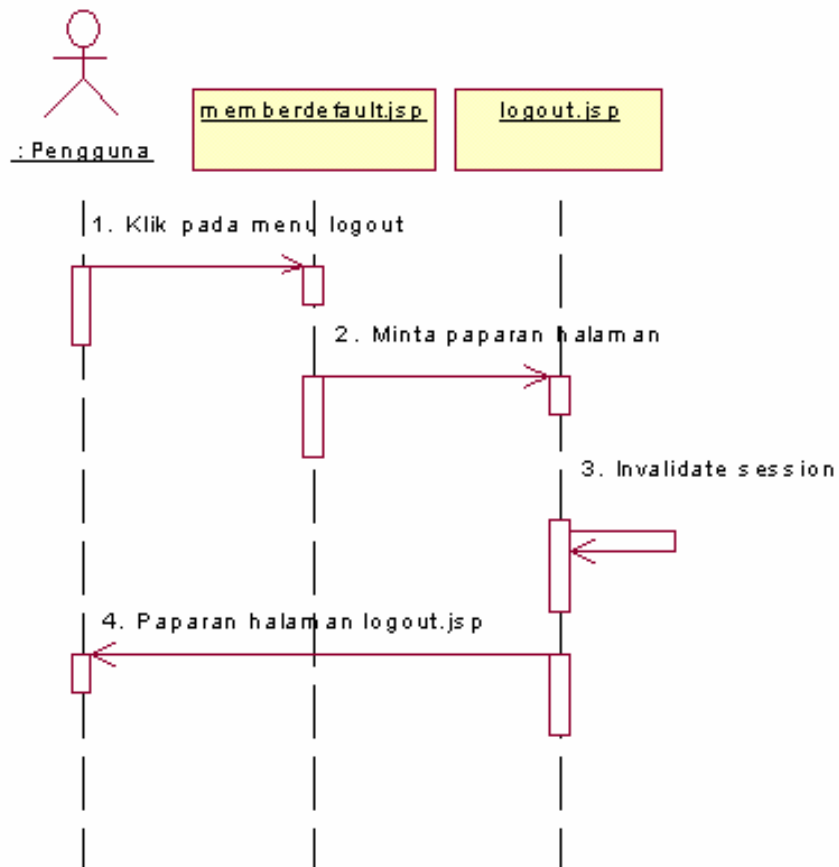 :Pengguna
memberdefault.jsp
logout.jsp
1. Klik pada menu logout
2. Minta paparan halaman
3. Invalidate session
4. Paparan halaman logout.jsp